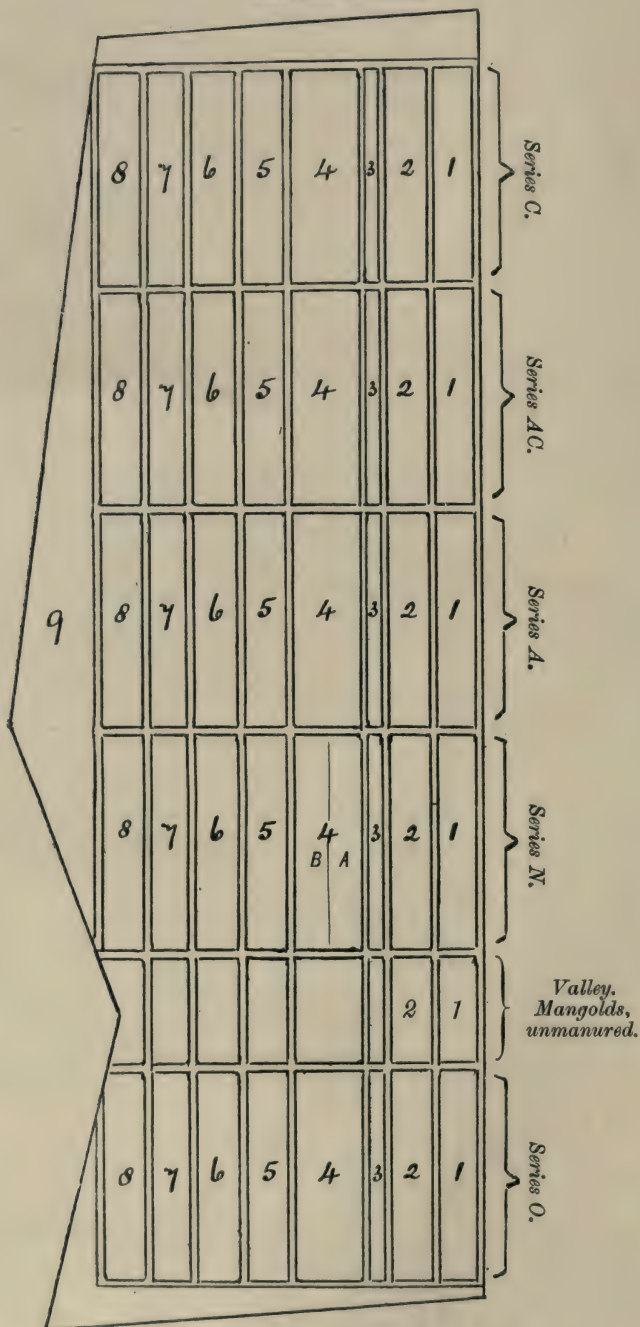 8 7 6 5 4 3 2 1
Series C.
8 7 6 5 4 3 2 1
Series AC.
9
8 7 6 5 4 3 2 1
Series A.
8 7 6 5 4 3 2 1
B A
Series N.
2 1
Valley.
Mangolds,
unmanured.
8 7 6 5 4 3 2 1
Series O.